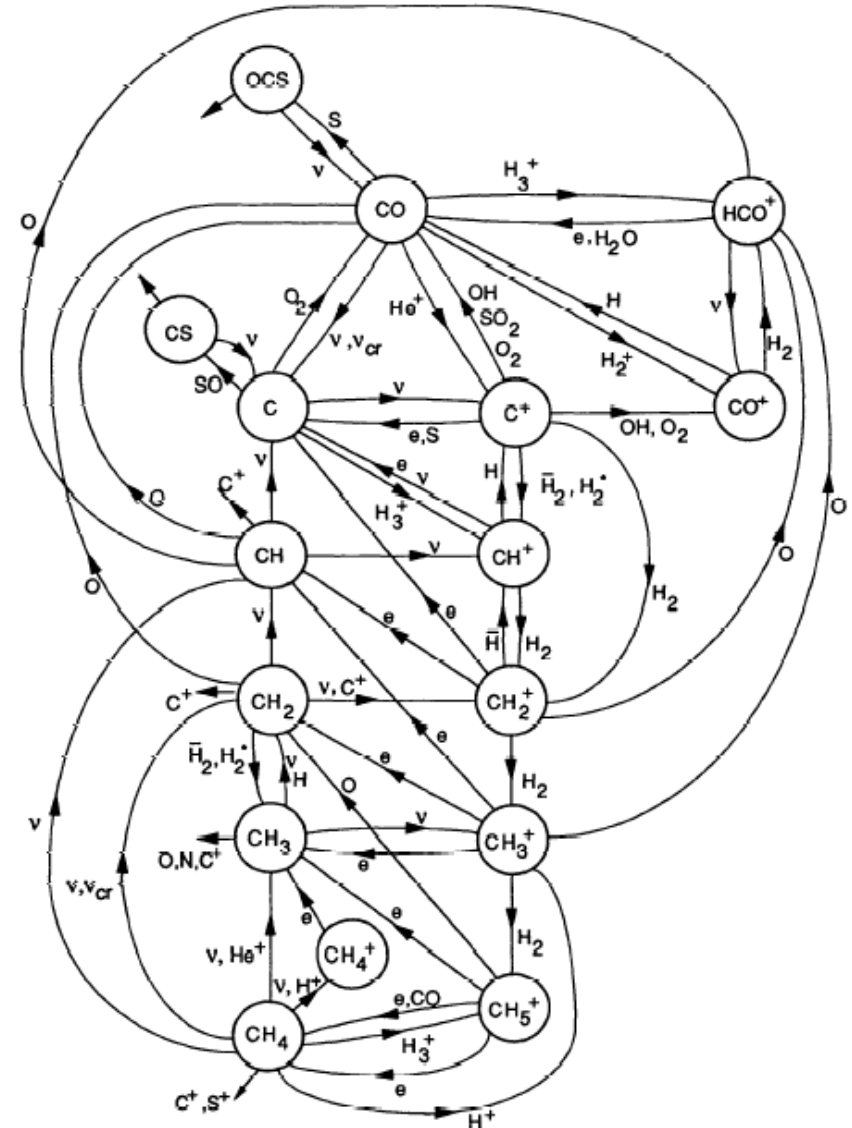 OCS
S
ν
CO
H3+
HCO+
e, H2O
O
O2
ν, νcr
He+
OH
SO2
O2
H
H2+
ν
H2
CS
ν
SO
C
ν
e, S
C+
OH, O2
CO+
ν
C+
O
e
ν
H3+
H
H̄2, H2*
CH
ν
CH+
O
ν
e
e
H̄
H2
H2
O
O
C+
CH2
ν, C+
CH2+
H̄2, H2*
ν
H
e
e
O
H2
ν
CH3
ν
e
CH3+
O, N, C+
ν, νcr
e
e
H2
ν, He+
CH4+
ν, H+
e, CO
CH5+
CH4
H3+
e
C+, S+
H+